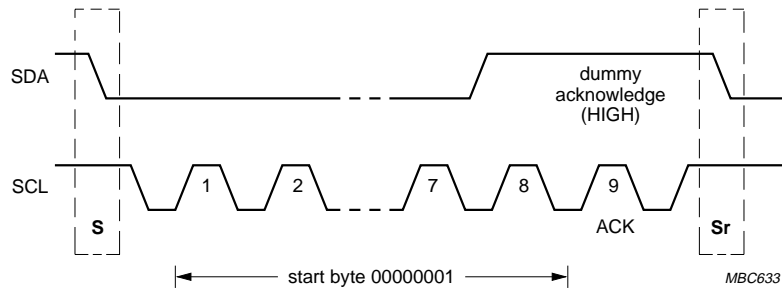 SDA
dummy
acknowledge
(HIGH)
SCL
1 2 7 8 9
S
ACK
Sr
start byte 00000001
MBC633